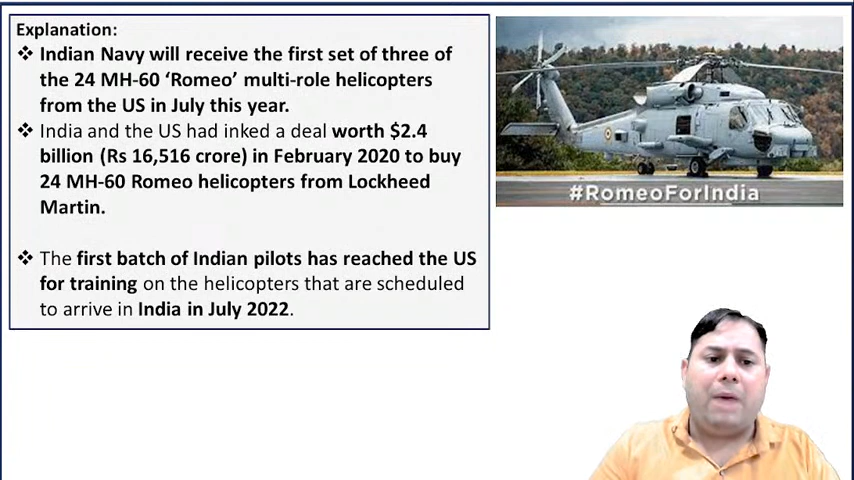 Explanation:
❖ Indian Navy will receive the first set of three of
the 24 MH-60 ‘Romeo’ multi-role helicopters
from the US in July this year.
❖ India and the US had inked a deal worth $2.4
billion (Rs 16,516 crore) in February 2020 to buy
24 MH-60 Romeo helicopters from Lockheed
Martin.
❖ The first batch of Indian pilots has reached the US
for training on the helicopters that are scheduled
to arrive in India in July 2022.
#RomeoForIndia